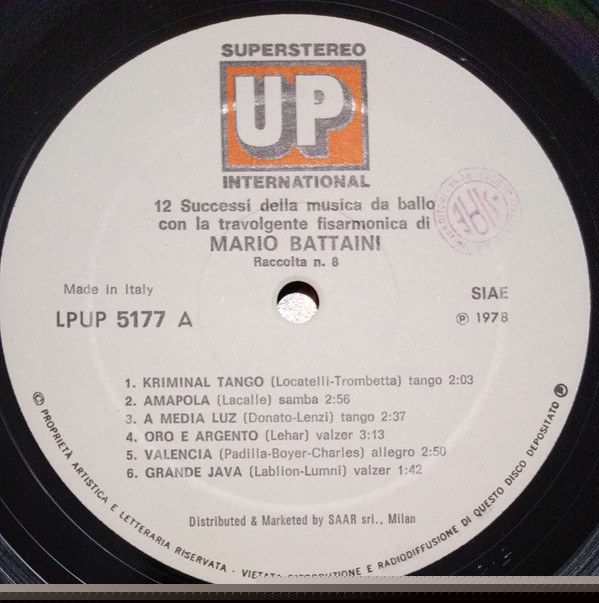 SUPERSTEREO
UP
INTERNATIONAL
12 Successi della musica da ballo
con la travolgente fisarmonica di
MARIO BATTAINI
Raccolta n. 8
Made in Italy
SIAE
LPUP 5177 A
℗ 1978
1. KRIMINAL TANGO (Locatelli-Trombetta) tango 2:03
2. AMAPOLA (Lacalle) samba 2:56
3. A MEDIA LUZ (Donato-Lenzi) tango 2:37
4. ORO E ARGENTO (Lehar) valzer 3:13
5. VALENCIA (Padilla-Boyer-Charles) allegro 2:50
6. GRANDE JAVA (Lablion-Lumni) valzer 1:42
Distributed & Marketed by SAAR srl., Milan
© PROPRIETÀ ARTISTICA E LETTERARIA RISERVATA - VIETATA RIPRODUZIONE E RADIODIFFUSIONE DI QUESTO DISCO DEPOSITATO ℗